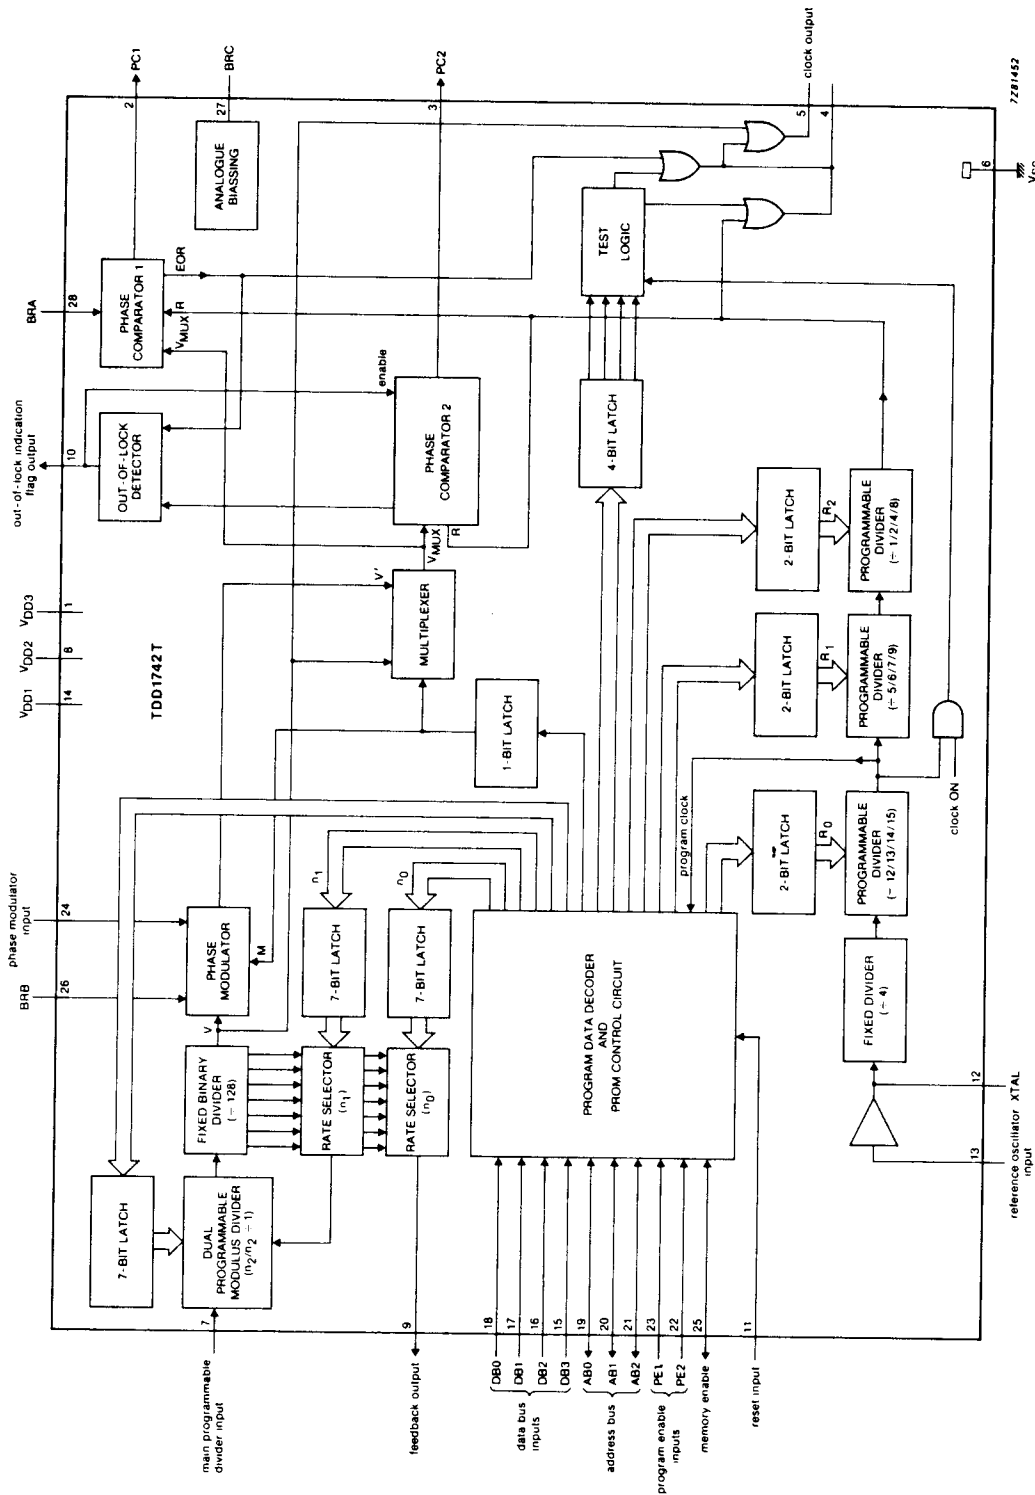 main programmable
divider input
7
7-BIT LATCH
DUAL
PROGRAMMABLE
MODULUS DIVIDER
(n2/n2 ÷ 1)
FIXED BINARY
DIVIDER
(÷ 128)
V
BRB
26
phase modulator
input
24
PHASE
MODULATOR
M
TDD1742T
VDD1
14
VDD2
8
VDD3
1
out-of-lock indication
flag output
10
OUT-OF-LOCK
DETECTOR
BRA
28
PHASE
COMPARATOR 1
VMUX
R
EOR
ANALOGUE
BIASSING
2
PC1
27
BRC
feedback output
9
RATE SELECTOR
(n1)
7-BIT LATCH
n1
RATE SELECTOR
(n0)
7-BIT LATCH
n0
1-BIT LATCH
MULTIPLEXER
V'
VMUX
R
PHASE
COMPARATOR 2
enable
3
PC2
DB0
18
DB1
17
DB2
16
DB3
15
data bus
inputs
AB0
19
AB1
20
AB2
21
address bus
PE1
23
PE2
22
program enable
inputs
memory enable
25
reset input
11
PROGRAM DATA DECODER
AND
PROM CONTROL CIRCUIT
program clock
4-BIT LATCH
TEST
LOGIC
5
clock output
4
2-BIT LATCH
R0
2-BIT LATCH
R1
2-BIT LATCH
R2
reference oscillator
input
13
XTAL
12
FIXED DIVIDER
(÷ 4)
PROGRAMMABLE
DIVIDER
(÷ 12/13/14/15)
PROGRAMMABLE
DIVIDER
(÷ 5/6/7/9)
PROGRAMMABLE
DIVIDER
(÷ 1/2/4/8)
clock ON
6
7Z81452